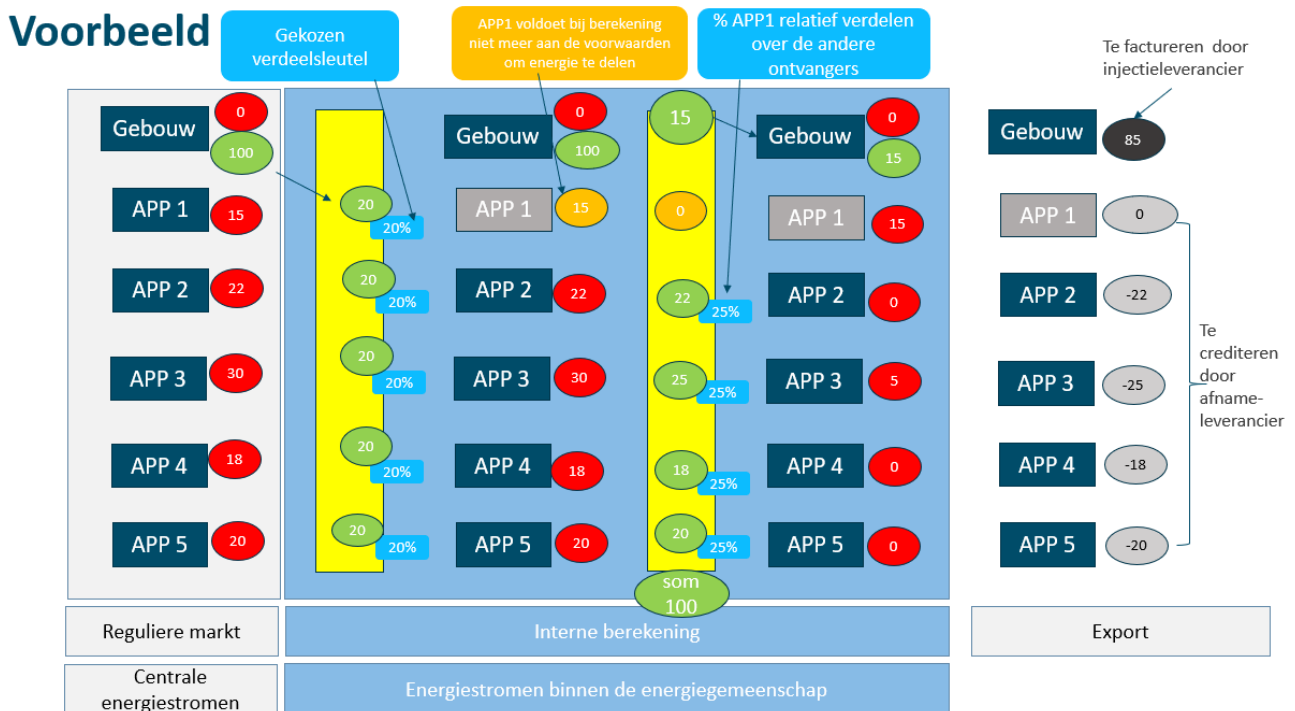 Voorbeeld
Gekozen
verdeelsleutel
APP1 voldoet bij berekening
niet meer aan de voorwaarden
om energie te delen
% APP1 relatief verdelen
over de andere
ontvangers
Te factureren door
injectieleverancier
Gebouw
0
100
Gebouw
0
100
15
Gebouw
0
15
Gebouw
85
APP 1
15
20
20%
APP 1
15
0
APP 1
15
APP 1
0
APP 2
22
20
20%
APP 2
22
22
25%
APP 2
0
APP 2
-22
APP 3
30
20
20%
APP 3
30
25
25%
APP 3
5
APP 3
-25
Te
crediteren
door
afname-
leverancier
APP 4
18
20
20%
APP 4
18
18
25%
APP 4
0
APP 4
-18
APP 5
20
20
20%
APP 5
20
20
25%
APP 5
0
APP 5
-20
som
100
Reguliere markt
Interne berekening
Export
Centrale
energiestromen
Energiestromen binnen de energiegemeenschap